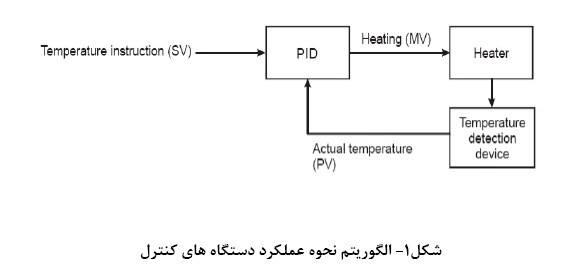 Temperature instruction (SV)
PID
Heating (MV)
Heater
Temperature
detection
device
Actual temperature
(PV)
شکل۱- الگوریتم نحوه عملکرد دستگاه های کنترل